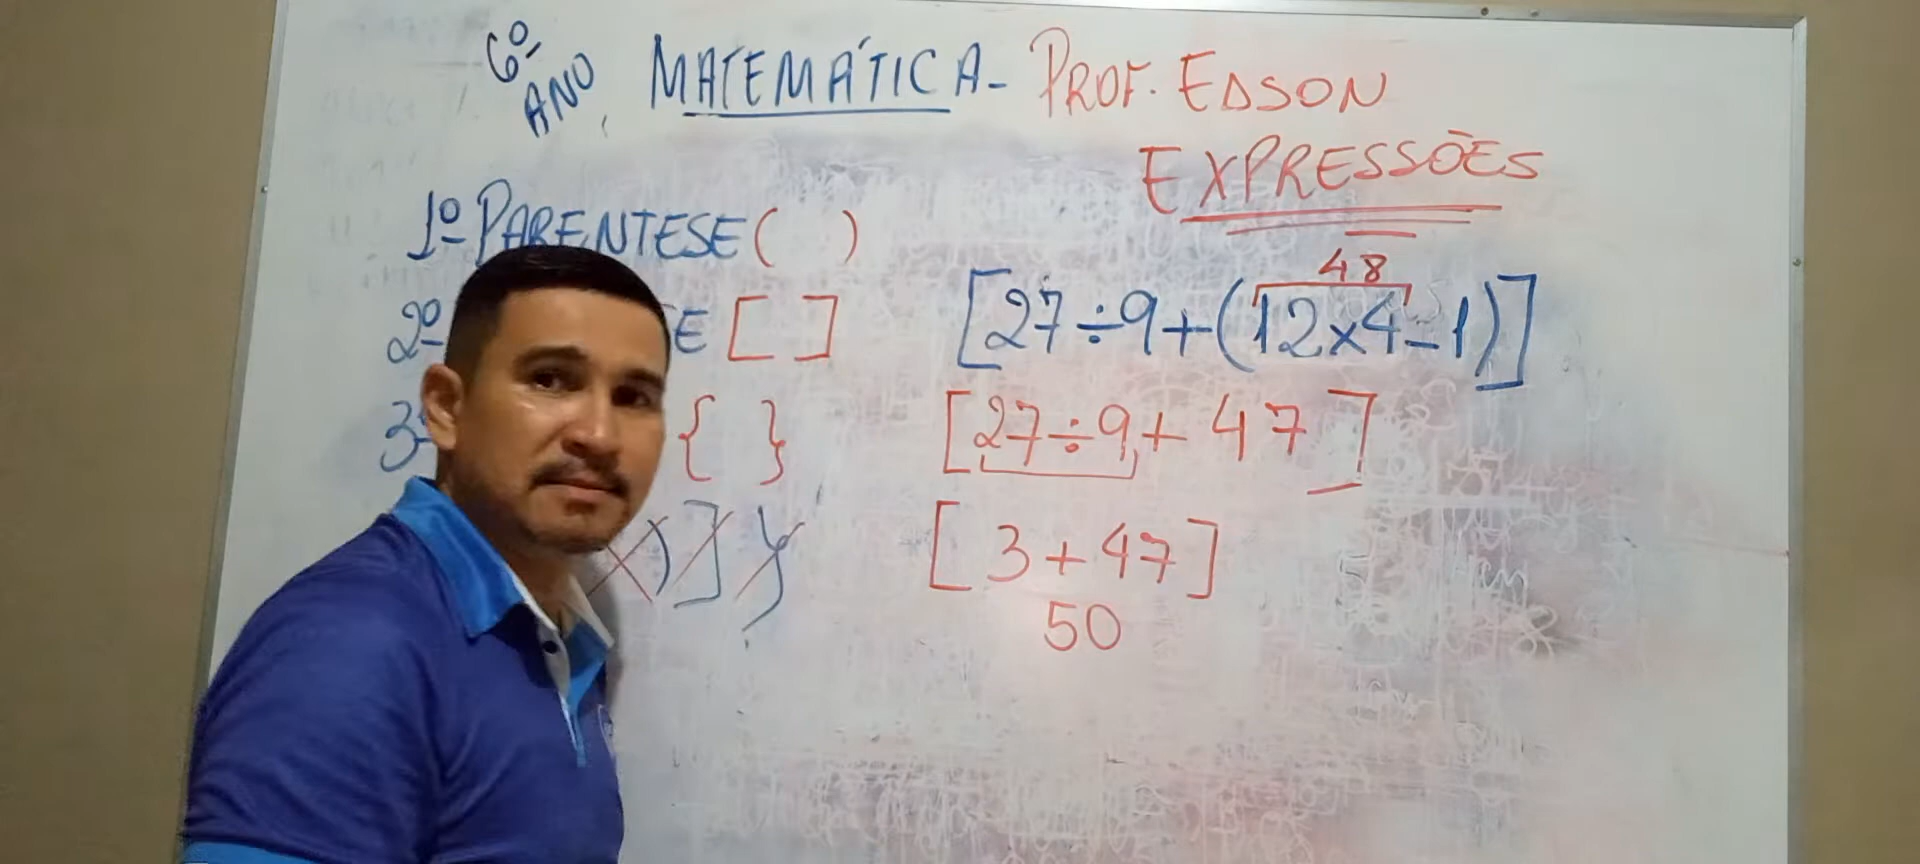 6º ANO MATEMÁTICA - PROF. EDSON
EXPRESSÕES
1º PARENTESE ( )
2º E [ ]
3º { }
) ] }
48
[27÷9+(12x4-1)]
[27÷9+ 47]
[3+47]
50